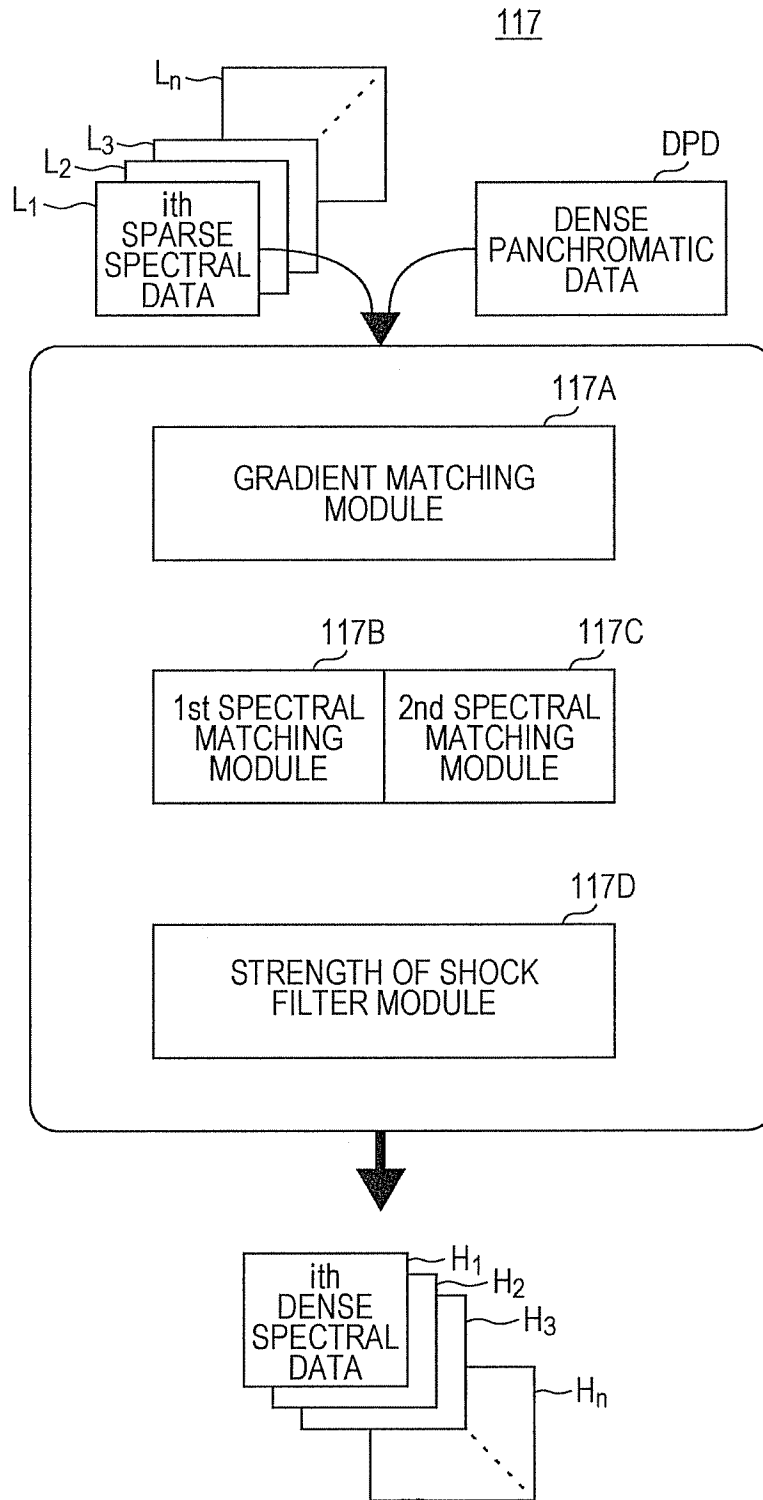 117
Ln
L3
L2
L1
ith
SPARSE
SPECTRAL
DATA
DPD
DENSE
PANCHROMATIC
DATA
117A
GRADIENT MATCHING
MODULE
117B
1st SPECTRAL
MATCHING
MODULE
117C
2nd SPECTRAL
MATCHING
MODULE
117D
STRENGTH OF SHOCK
FILTER MODULE
ith
DENSE
SPECTRAL
DATA
H1
H2
H3
Hn